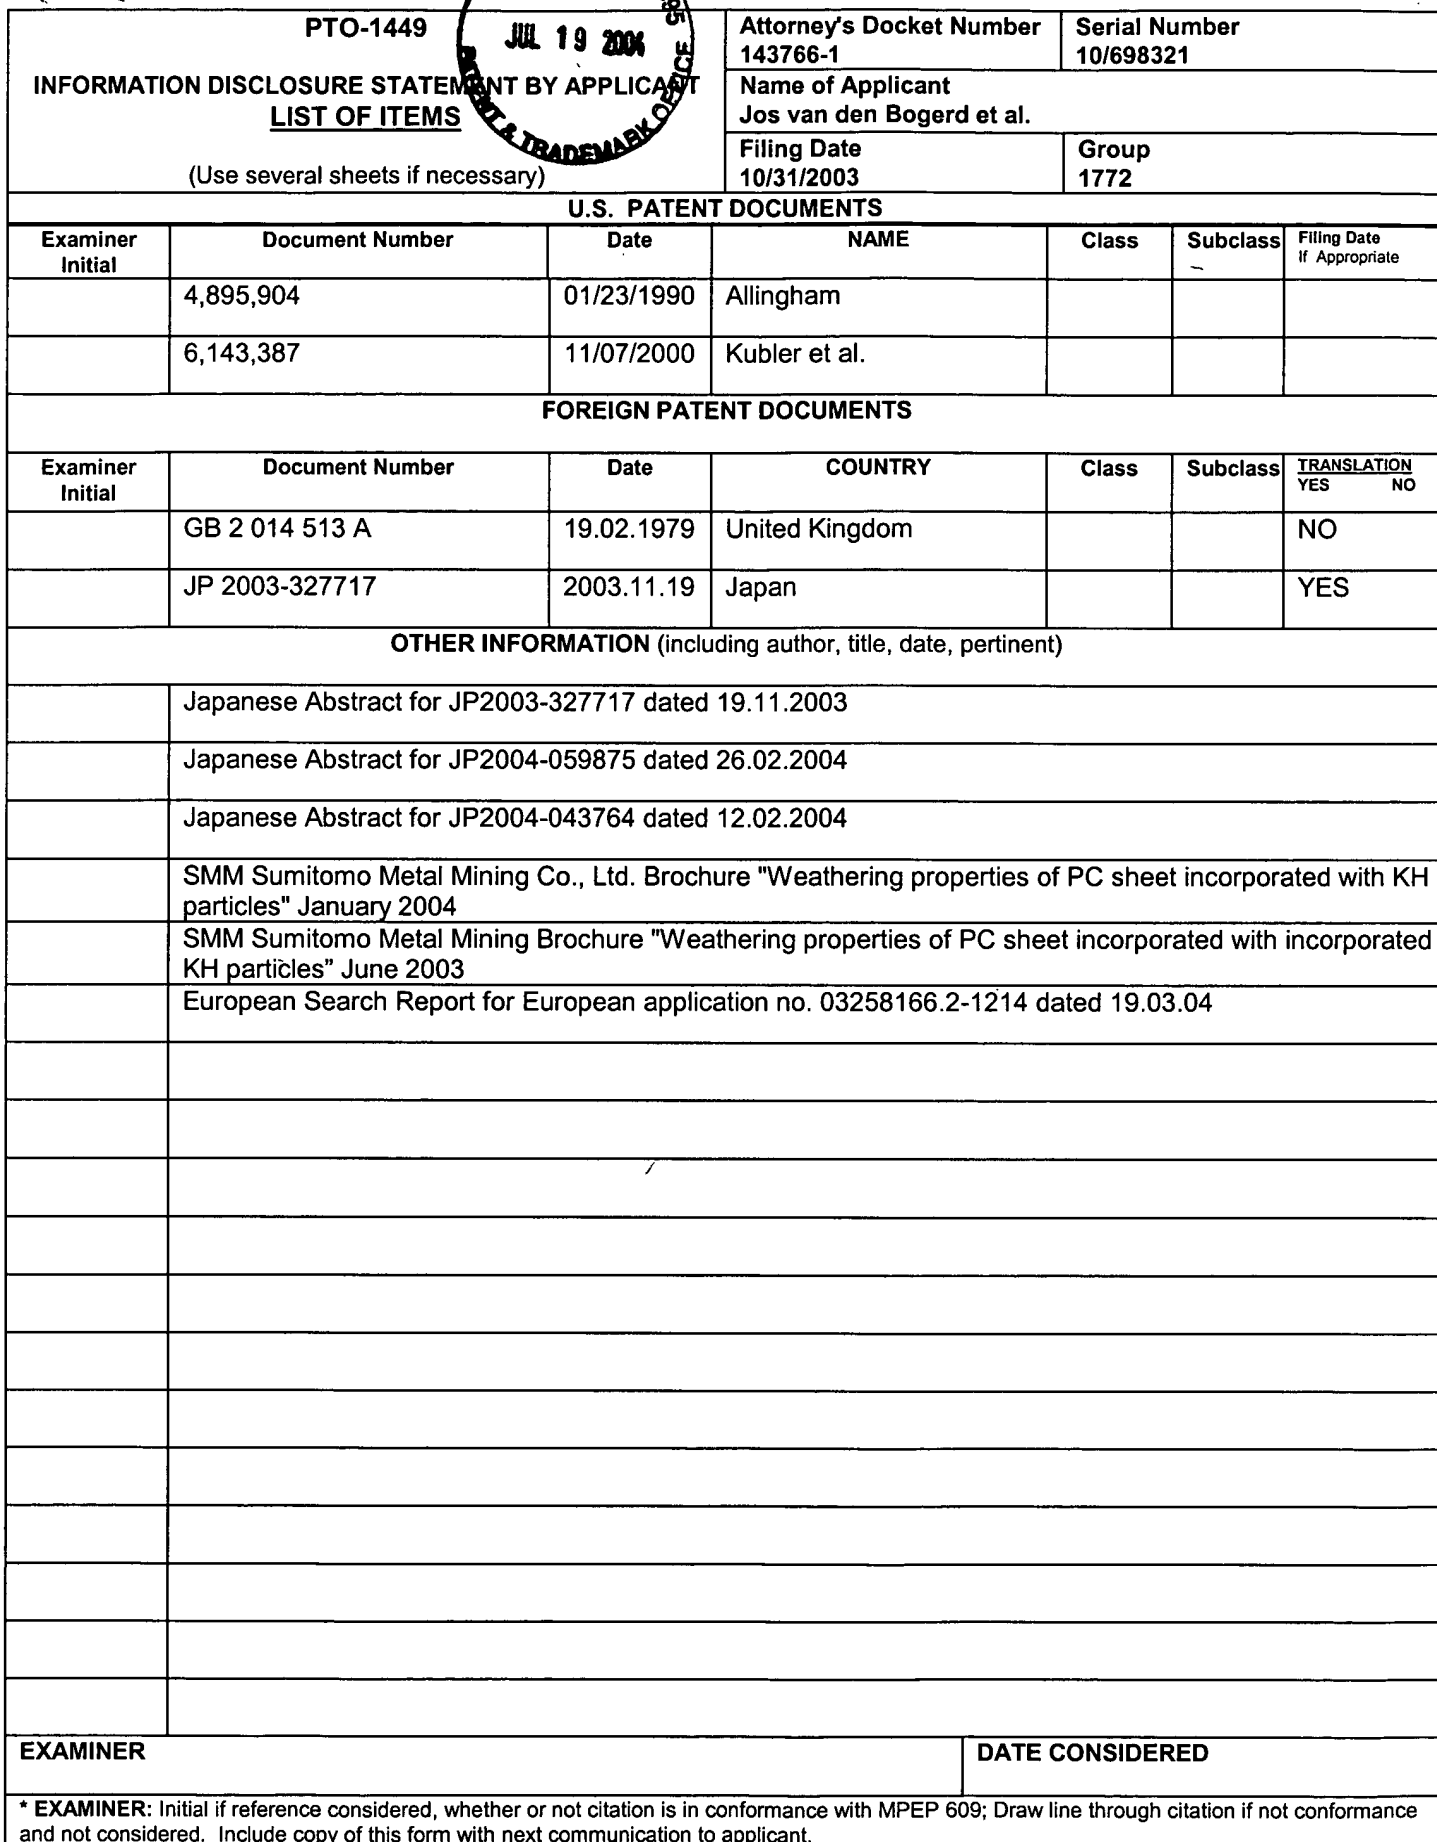 PTO-1449
JUL 19 2004
PATENT & TRADEMARK OFFICE
INFORMATION DISCLOSURE STATEMENT BY APPLICANT
LIST OF ITEMS
(Use several sheets if necessary)
Attorney's Docket Number
143766-1
Serial Number
10/698321
Name of Applicant
Jos van den Bogerd et al.
Filing Date
10/31/2003
Group
1772
U.S. PATENT DOCUMENTS
Examiner Initial Document Number Date NAME Class Subclass Filing Date If Appropriate
4,895,904 01/23/1990 Allingham
6,143,387 11/07/2000 Kubler et al.
FOREIGN PATENT DOCUMENTS
Examiner Initial Document Number Date COUNTRY Class Subclass TRANSLATION YES NO
GB 2 014 513 A 19.02.1979 United Kingdom NO
JP 2003-327717 2003.11.19 Japan YES
OTHER INFORMATION (including author, title, date, pertinent)
Japanese Abstract for JP2003-327717 dated 19.11.2003
Japanese Abstract for JP2004-059875 dated 26.02.2004
Japanese Abstract for JP2004-043764 dated 12.02.2004
SMM Sumitomo Metal Mining Co., Ltd. Brochure "Weathering properties of PC sheet incorporated with KH
particles" January 2004
SMM Sumitomo Metal Mining Brochure "Weathering properties of PC sheet incorporated with incorporated
KH particles" June 2003
European Search Report for European application no. 03258166.2-1214 dated 19.03.04
EXAMINER DATE CONSIDERED
* EXAMINER: Initial if reference considered, whether or not citation is in conformance with MPEP 609; Draw line through citation if not conformance
and not considered. Include copy of this form with next communication to applicant.